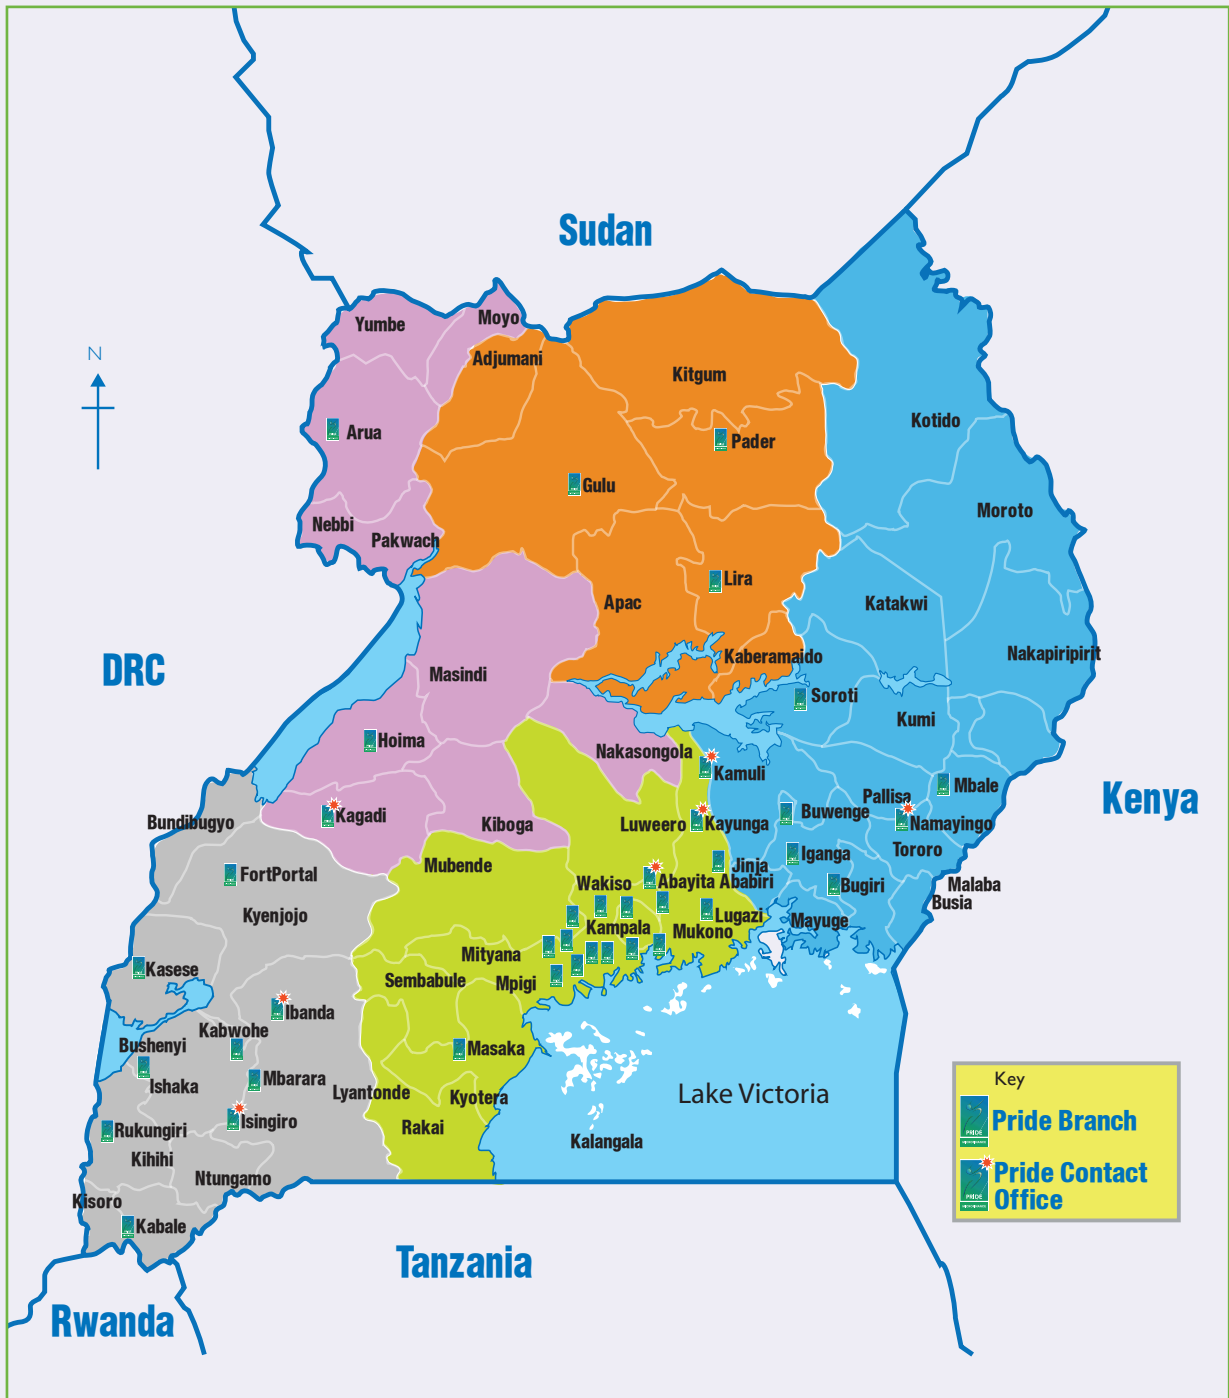 Sudan
Yumbe
Moyo
Adjumani
Kitgum
N
Kotido
Arua
Pader
Gulu
Moroto
Nebbi
Pakwach
Lira
Apac
Katakwi
DRC
Kaberamaido
Nakapiripirit
Masindi
Soroti
Kumi
Hoima
Nakasongola
Kamuli
Mbale
Kenya
Pallisa
Kagadi
Buwenge
Bundibugyo
Kiboga
Luweero
Kayunga
Namayingo
Tororo
Iganga
Mubende
Jinja
FortPortal
Wakiso
Abayita Ababiri
Bugiri
Malaba
Busia
Kyenjojo
Lugazi
Mayuge
Kampala
Mukono
Mityana
Kasese
Sembabule
Mpigi
Ibanda
Kabwohe
Bushenyi
Masaka
Ishaka
Mbarara
Lyantonde
Kyotera
Lake Victoria
Isingiro
Rukungiri
Rakai
Kalangala
Kihihi
Ntungamo
Kisoro
Kabale
Tanzania
Rwanda
Key
PRIDE
Pride Branch
PRIDE
Pride Contact
Office